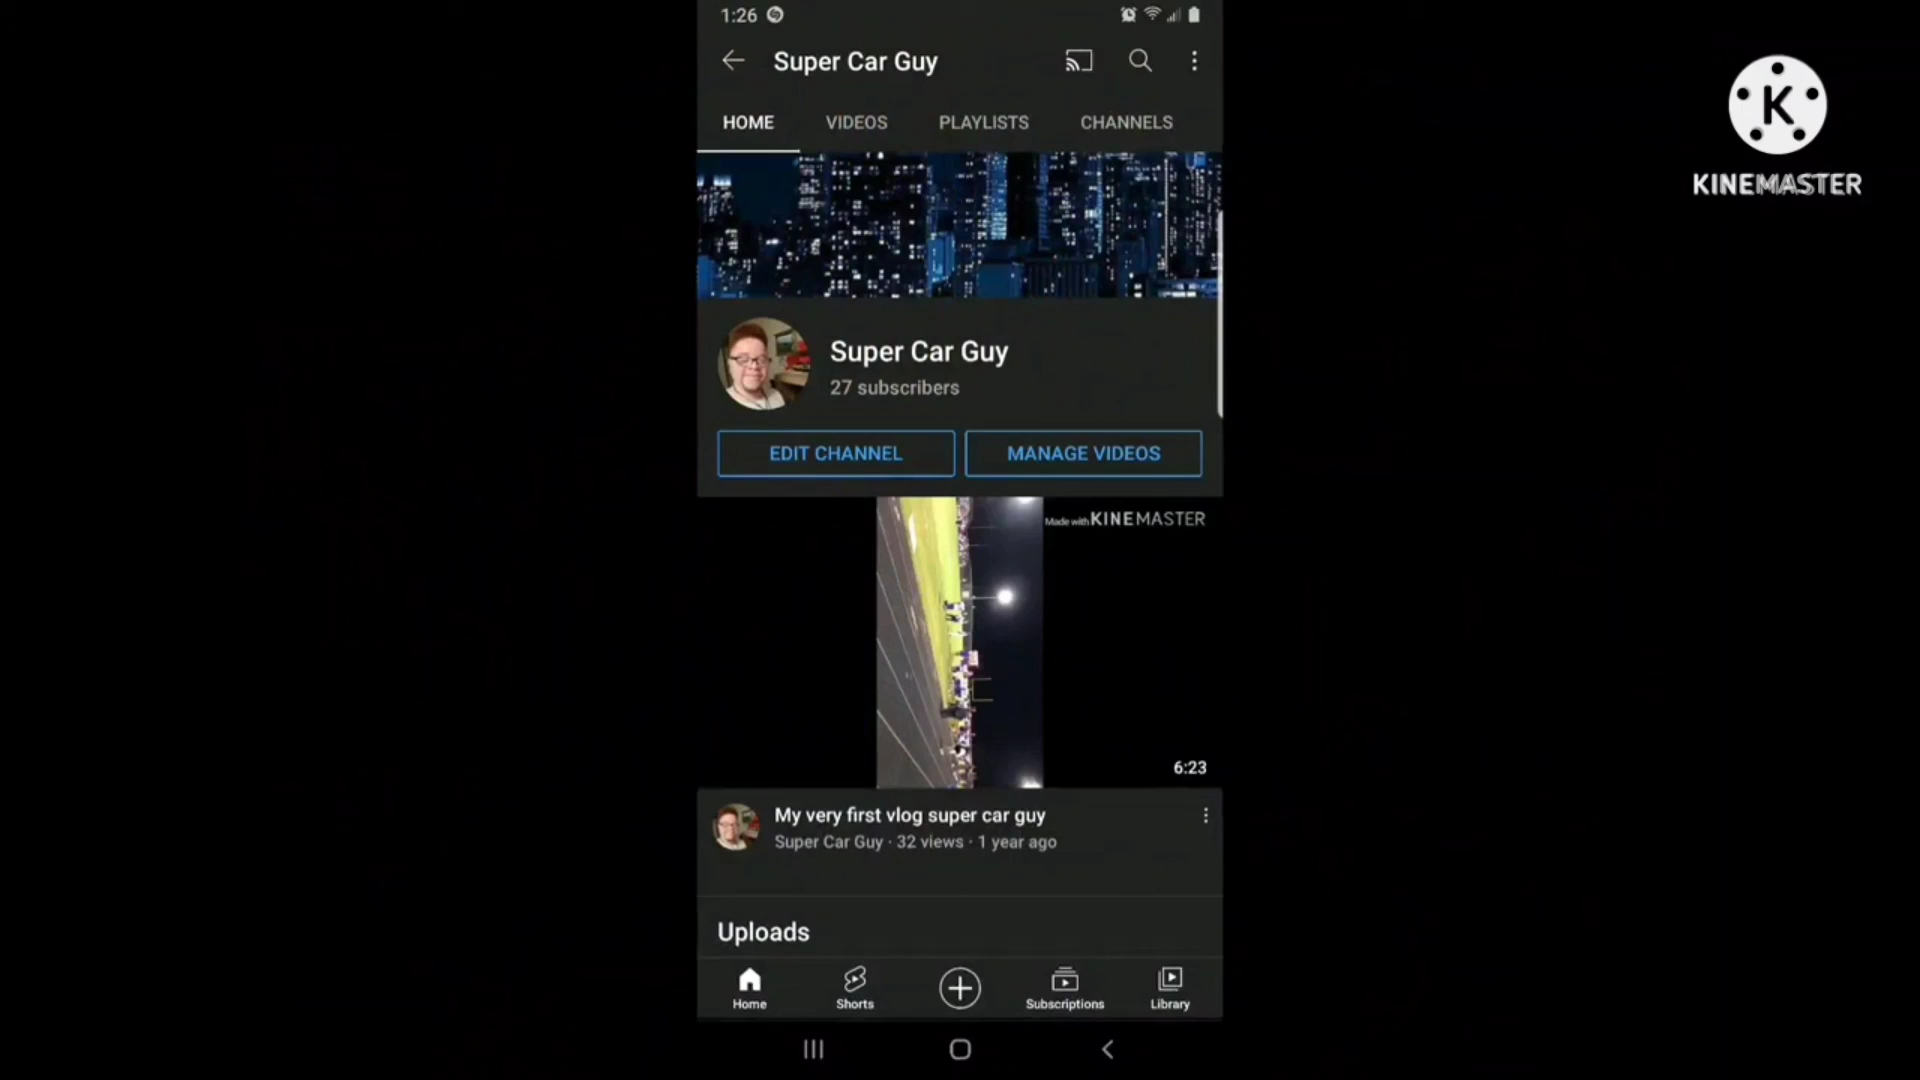 1:26
Super Car Guy
HOME VIDEOS PLAYLISTS CHANNELS
K
KINEMASTER
Super Car Guy
27 subscribers
EDIT CHANNEL MANAGE VIDEOS
Made with KINEMASTER
6:23
My very first vlog super car guy
Super Car Guy · 32 views · 1 year ago
Uploads
Home Shorts Subscriptions Library